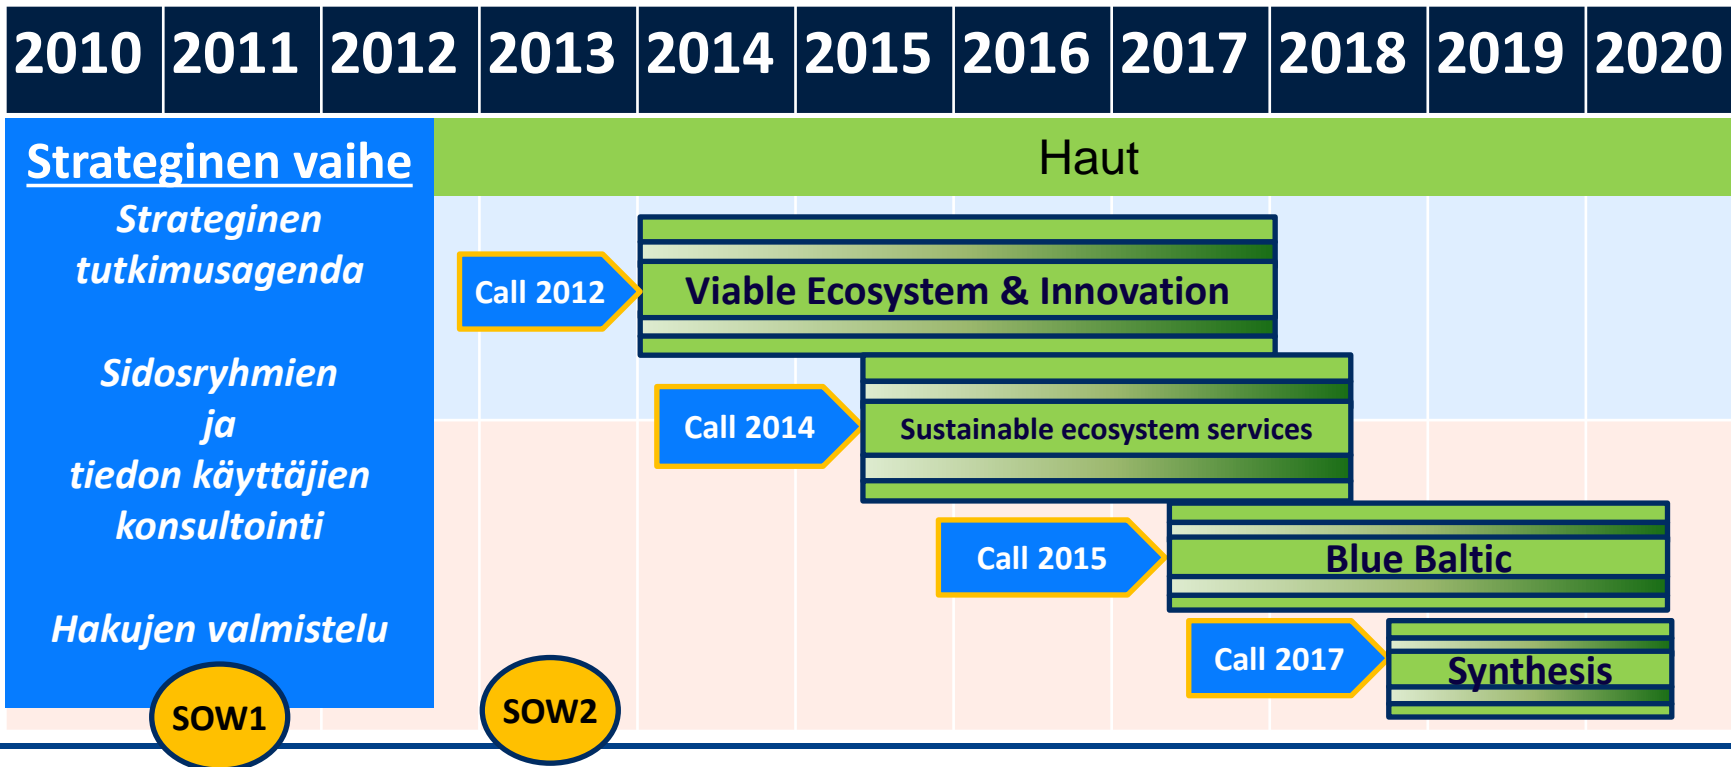 2010 2011 2012 2013 2014 2015 2016 2017 2018 2019 2020
Strateginen vaihe
Strateginen
tutkimusagenda
Sidosryhmien
ja
tiedon käyttäjien
konsultointi
Hakujen valmistelu
Haut
Call 2012
Viable Ecosystem & Innovation
Call 2014
Sustainable ecosystem services
Call 2015
Blue Baltic
Call 2017
Synthesis
SOW1
SOW2